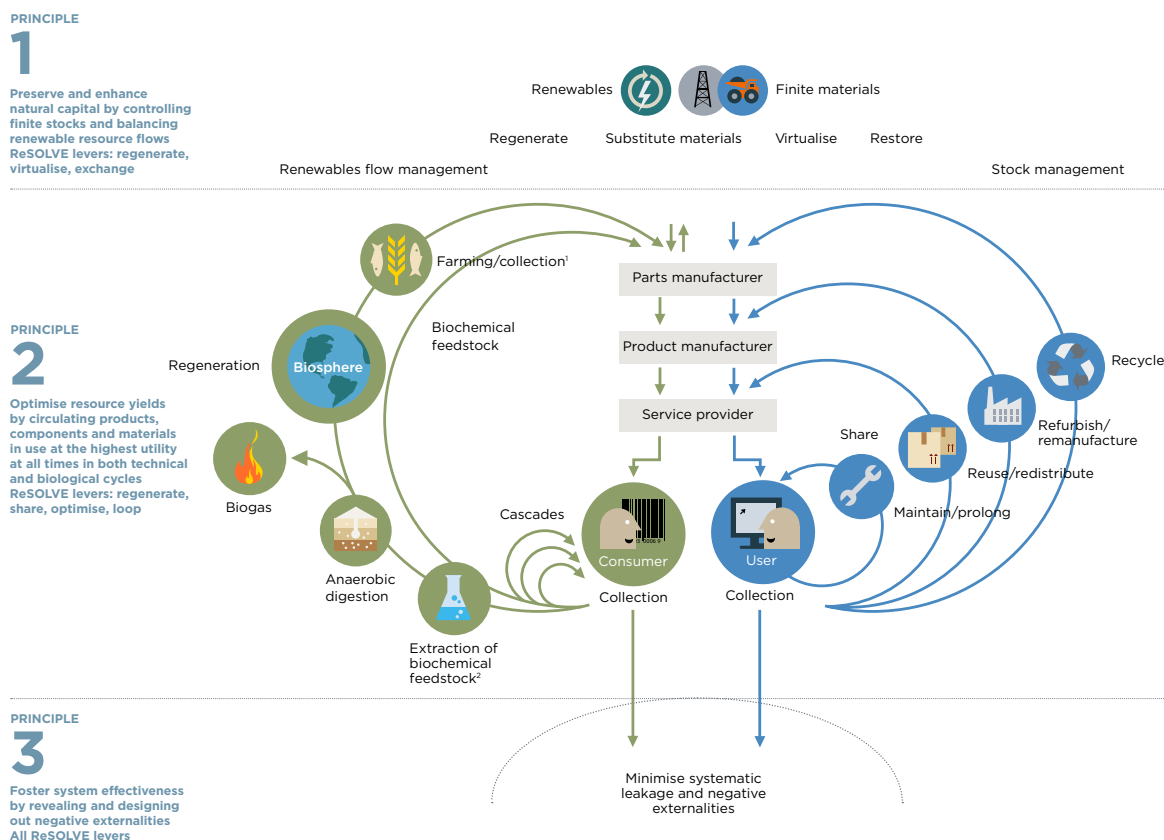 PRINCIPLE
1
Preserve and enhance
natural capital by controlling
finite stocks and balancing
renewable resource flows
ReSOLVE levers: regenerate,
virtualise, exchange
Renewables
Finite materials
Regenerate
Substitute materials
Virtualise
Restore
Renewables flow management
Stock management
PRINCIPLE
2
Optimise resource yields
by circulating products,
components and materials
in use at the highest utility
at all times in both technical
and biological cycles
ReSOLVE levers: regenerate,
share, optimise, loop
Farming/collection¹
Biochemical
feedstock
Regeneration
Biosphere
Biogas
Anaerobic
digestion
Extraction of
biochemical
feedstock²
Cascades
Parts manufacturer
Product manufacturer
Service provider
Consumer
Collection
User
Collection
Share
Maintain/prolong
Reuse/redistribute
Refurbish/
remanufacture
Recycle
PRINCIPLE
3
Foster system effectiveness
by revealing and designing
out negative externalities
All ReSOLVE levers
Minimise systematic
leakage and negative
externalities